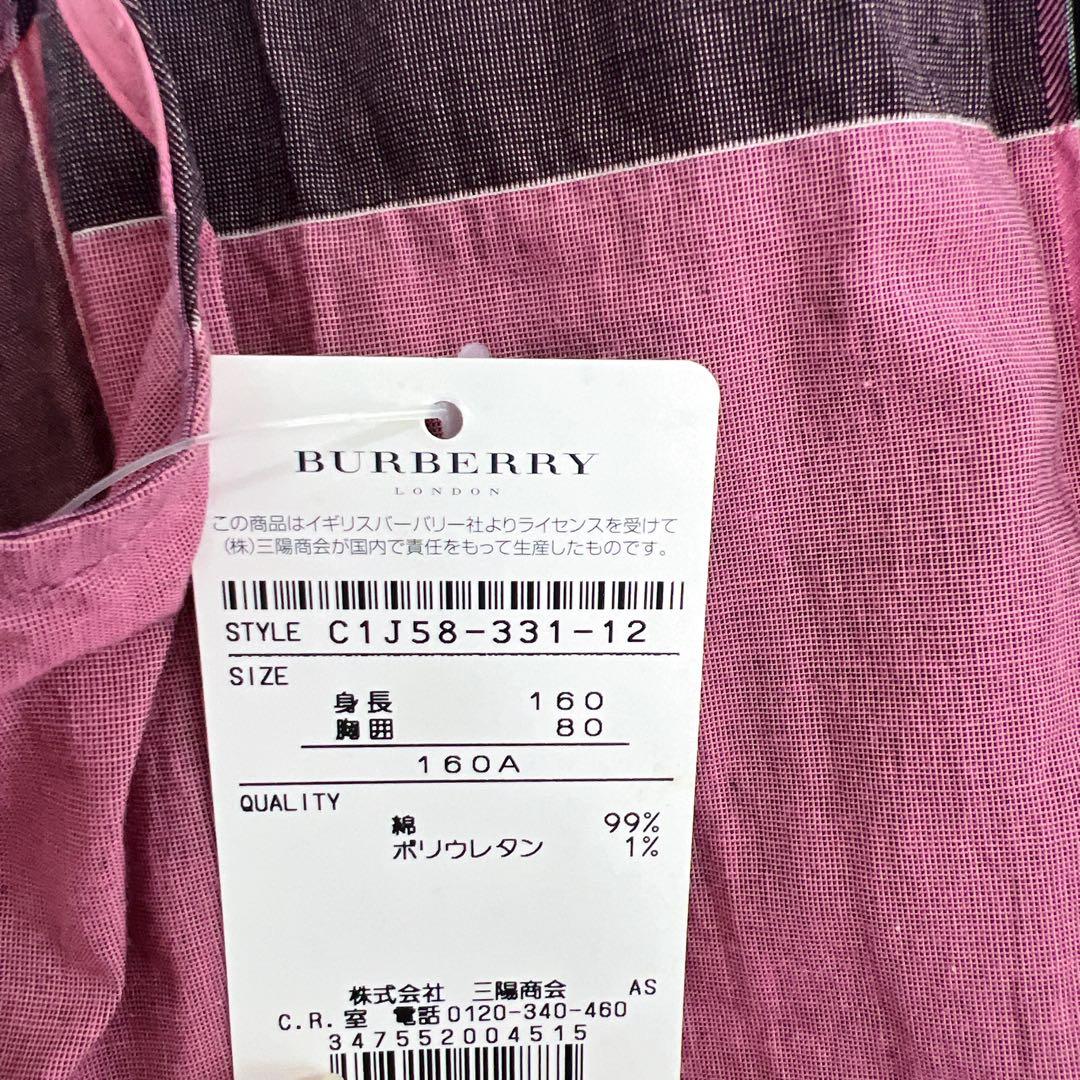 BURBERRY
LONDON
この商品はイギリスバーバリー社よりライセンスを受けて
(株)三陽商会が国内で責任をもって生産したものです。
STYLE C1J58-331-12
SIZE
身長 160
胸囲 80
160A
QUALITY
綿 99%
ポリウレタン 1%
株式会社 三陽商会 AS
C.R.室 電話0120-340-460
347552004515